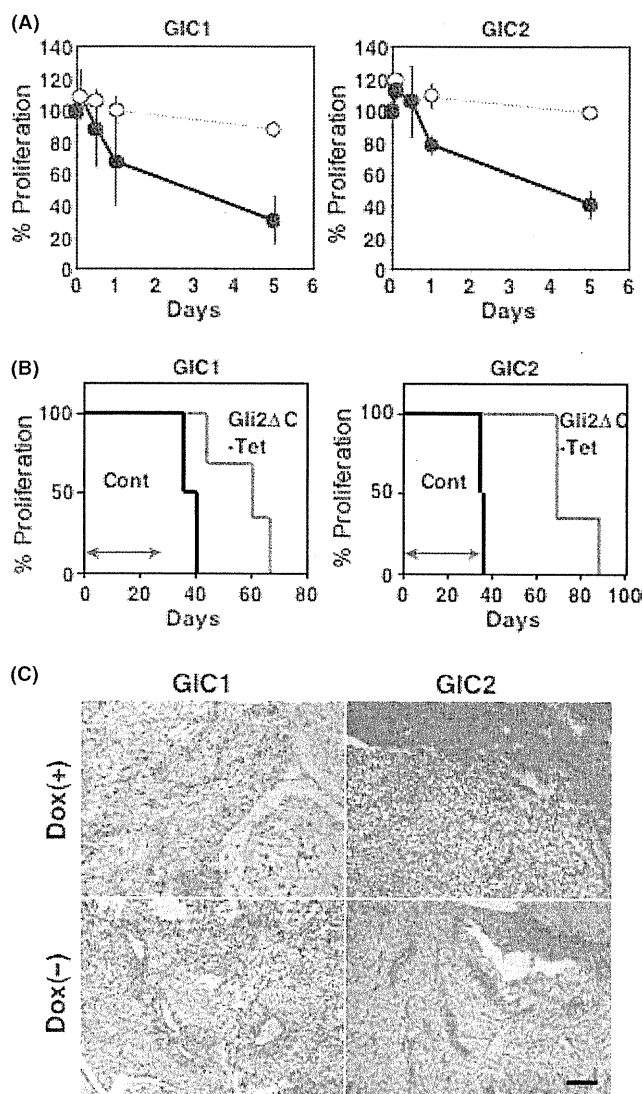 (A)
GIC1
GIC2
% Proliferation
140
120
100
80
60
40
20
0
0 1 2 3 4 5 6
Days
% Proliferation
140
120
100
80
60
40
20
0
0 1 2 3 4 5 6
Days
(B)
GIC1
GIC2
% Proliferation
100
50
0
Gli2ΔC
-Tet
Cont
0 20 40 60 80
Days
% Proliferation
100
50
0
Gli2ΔC
-Tet
Cont
0 20 40 60 80 100
Days
(C)
GIC1
GIC2
Dox(+)
Dox(−)